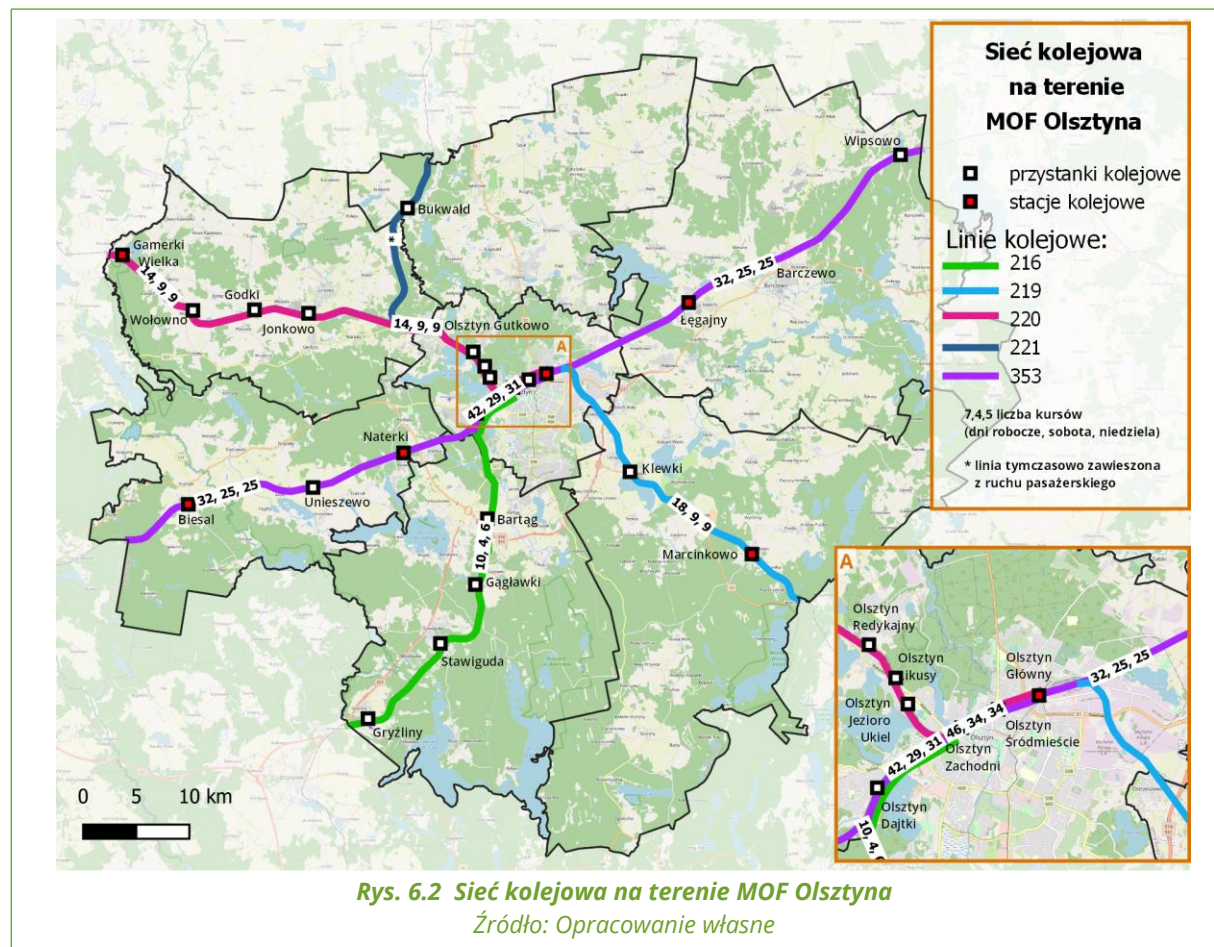 Sieć kolejowa
na terenie
MOF Olsztyna
przystanki kolejowe
stacje kolejowe
Linie kolejowe:
216
219
220
221
353
7,4,5 liczba kursów
(dni robocze, sobota, niedziela)
* linia tymczasowo zawieszona
z ruchu pasażerskiego
Wipsowo
Bukwałd
*
Gamerki
Wielka
14, 9, 9
Wołowno
Godki
Jonkowo
14, 9, 9
Olsztyn Gutkowo
A
32, 25, 25
Barczewo
Łęgajny
42, 29, 31
Naterki
32, 25, 25
Biesal
Unieszewo
Klewki
18, 9, 9
Marcinkowo
Bartąg
10, 4, 6
Gągławki
Stawiguda
Gryźliny
0 5 10 km
A
Olsztyn
Redykajny
Olsztyn
Likusy
Olsztyn
Jezioro
Ukiel
Olsztyn
Główny
32, 25, 25
46, 34, 34
42, 29, 31
Olsztyn
Śródmieście
Olsztyn
Zachodni
Olsztyn
Dajtki
10, 4, 6
Rys. 6.2 Sieć kolejowa na terenie MOF Olsztyna
Źródło: Opracowanie własne